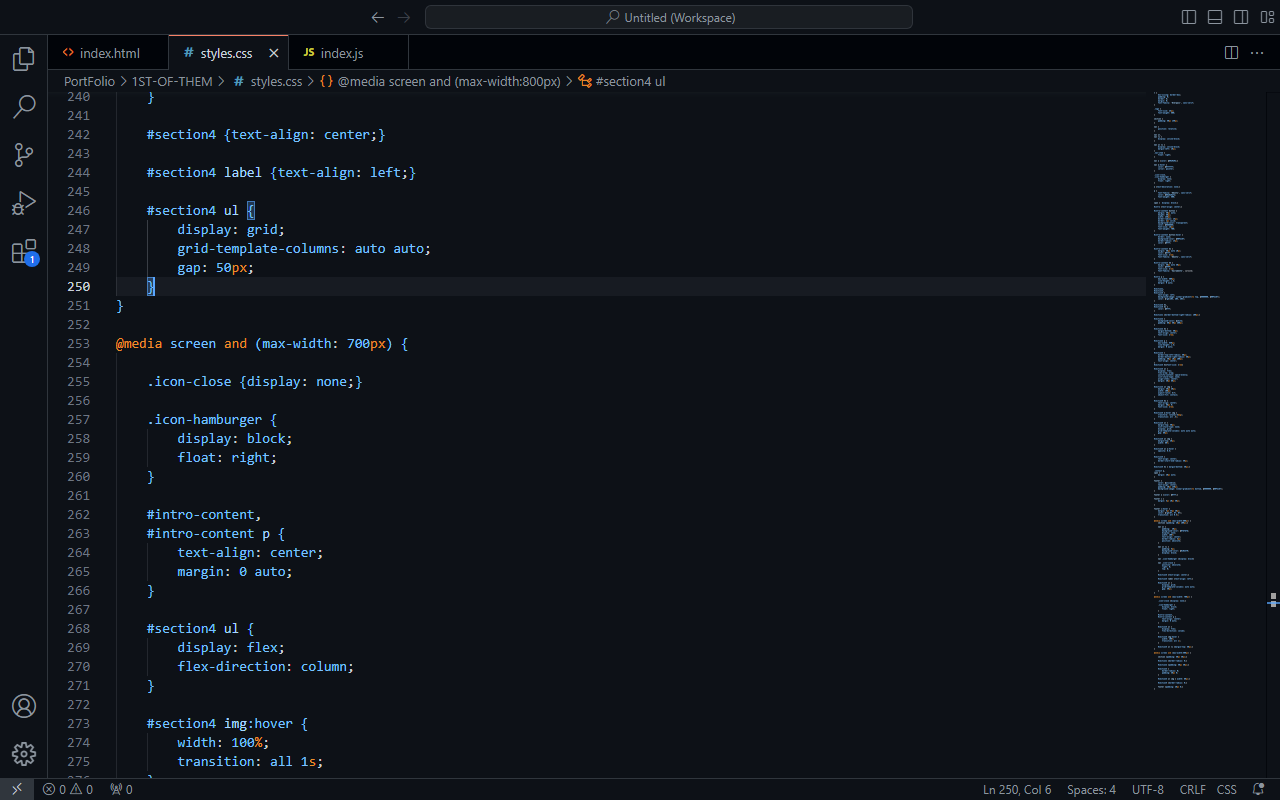 Untitled (Workspace)
index.html
# styles.css
JS index.js
PortFolio > 1ST-OF-THEM > # styles.css > {} @media screen and (max-width:800px) > #section4 ul
240 }
241
242 #section4 {text-align: center;}
243
244 #section4 label {text-align: left;}
245
246 #section4 ul {
247 display: grid;
248 grid-template-columns: auto auto;
249 gap: 50px;
250 }
251 }
252
253 @media screen and (max-width: 700px) {
254
255 .icon-close {display: none;}
256
257 .icon-hamburger {
258 display: block;
259 float: right;
260 }
261
262 #intro-content,
263 #intro-content p {
264 text-align: center;
265 margin: 0 auto;
266 }
267
268 #section4 ul {
269 display: flex;
270 flex-direction: column;
271 }
272
273 #section4 img:hover {
274 width: 100%;
275 transition: all 1s;
276 }
1
0 0 0
Ln 250, Col 6
Spaces: 4
UTF-8
CRLF
CSS